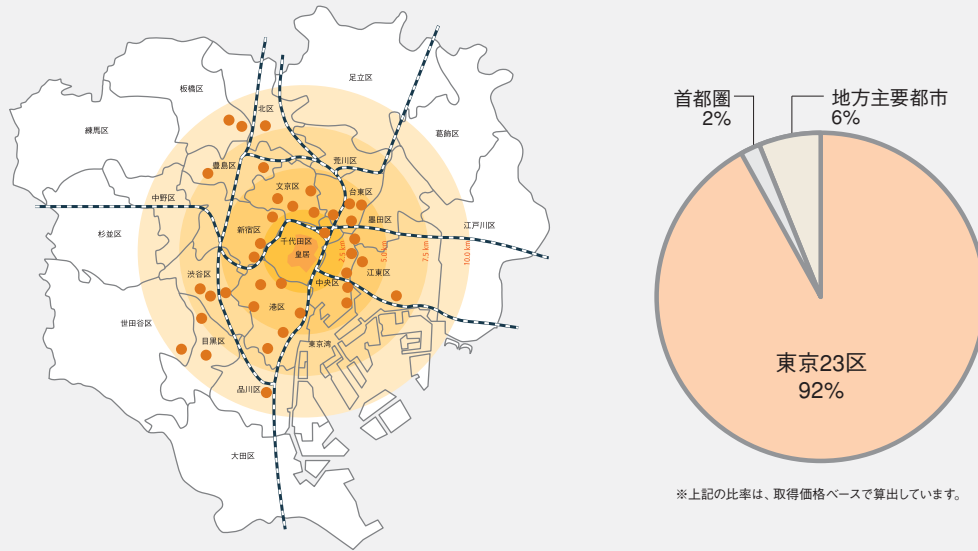 足立区
板橋区
北区
練馬区
葛飾区
荒川区
豊島区
文京区
台東区
中野区
墨田区
江戸川区
新宿区
杉並区
千代田区
皇居
2.5 km
5.0 km
7.5 km
10.0 km
渋谷区
江東区
中央区
港区
世田谷区
目黒区
東京湾
品川区
大田区
首都圏
2%
地方主要都市
6%
東京23区
92%
※上記の比率は、取得価格ベースで算出しています。